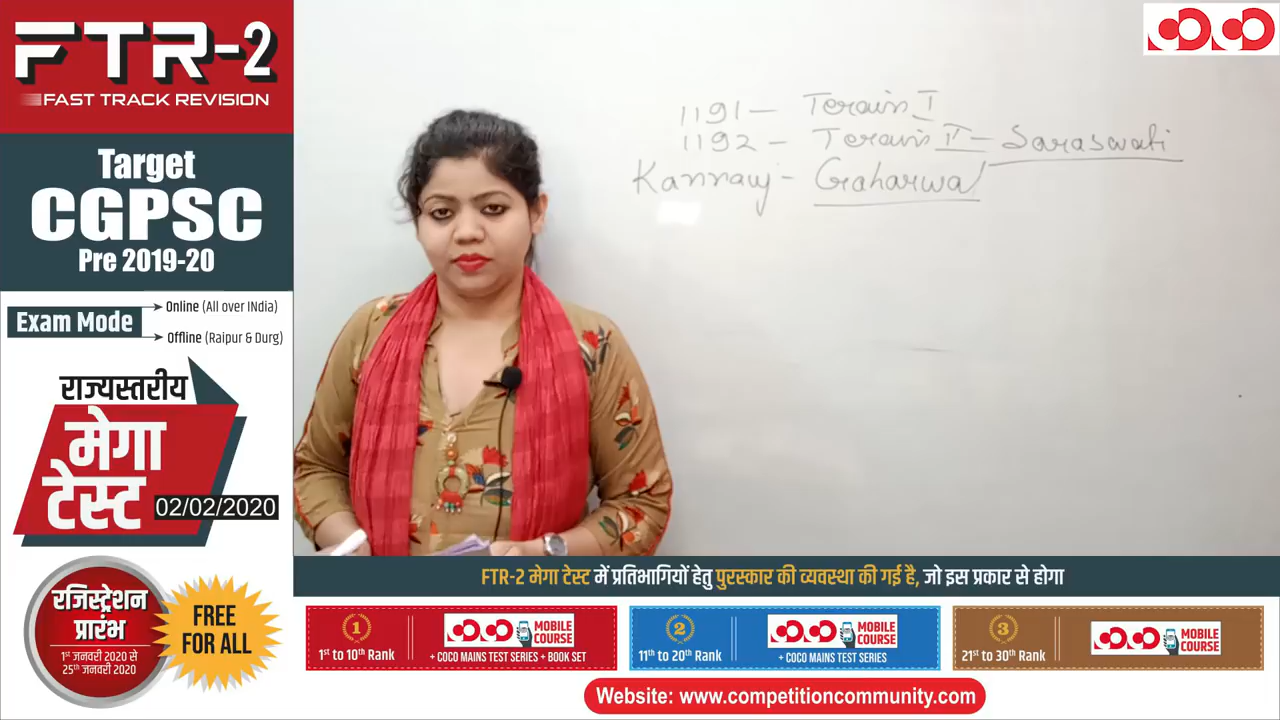 FTR-2
FAST TRACK REVISION
Target
CGPSC
Pre 2019-20
Exam Mode
Online (All over INdia)
Offline (Raipur & Durg)
राज्यस्तरीय
मेगा
टेस्ट
02/02/2020
रजिस्ट्रेशन
प्रारंभ
1st जनवरी 2020 से
25th जनवरी 2020
FREE
FOR ALL
1191 - Terain I
1192 - Terain II - Saraswati
Kannauj - Gaharwal
FTR-2 मेगा टेस्ट में प्रतिभागियों हेतु पुरस्कार की व्यवस्था की गई है, जो इस प्रकार से होगा
1
1st to 10th Rank
COCO MOBILE COURSE
+ COCO MAINS TEST SERIES + BOOK SET
2
11th to 20th Rank
COCO MOBILE COURSE
+ COCO MAINS TEST SERIES
3
21st to 30th Rank
COCO MOBILE COURSE
Website: www.competitioncommunity.com
COCO